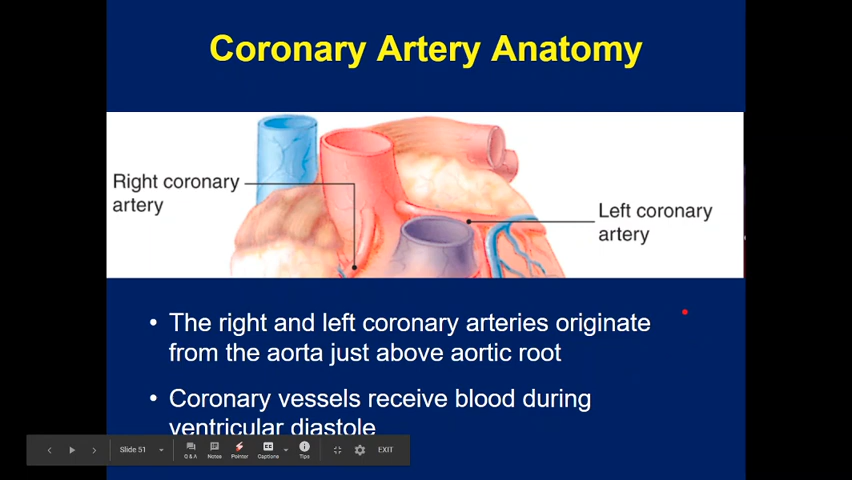 Coronary Artery Anatomy
Right coronary
artery
Left coronary
artery
• The right and left coronary arteries originate
from the aorta just above aortic root
• Coronary vessels receive blood during
ventricular diastole
Slide 51
Q & A
Notes
Pointer
CC
Captions
Tips
EXIT